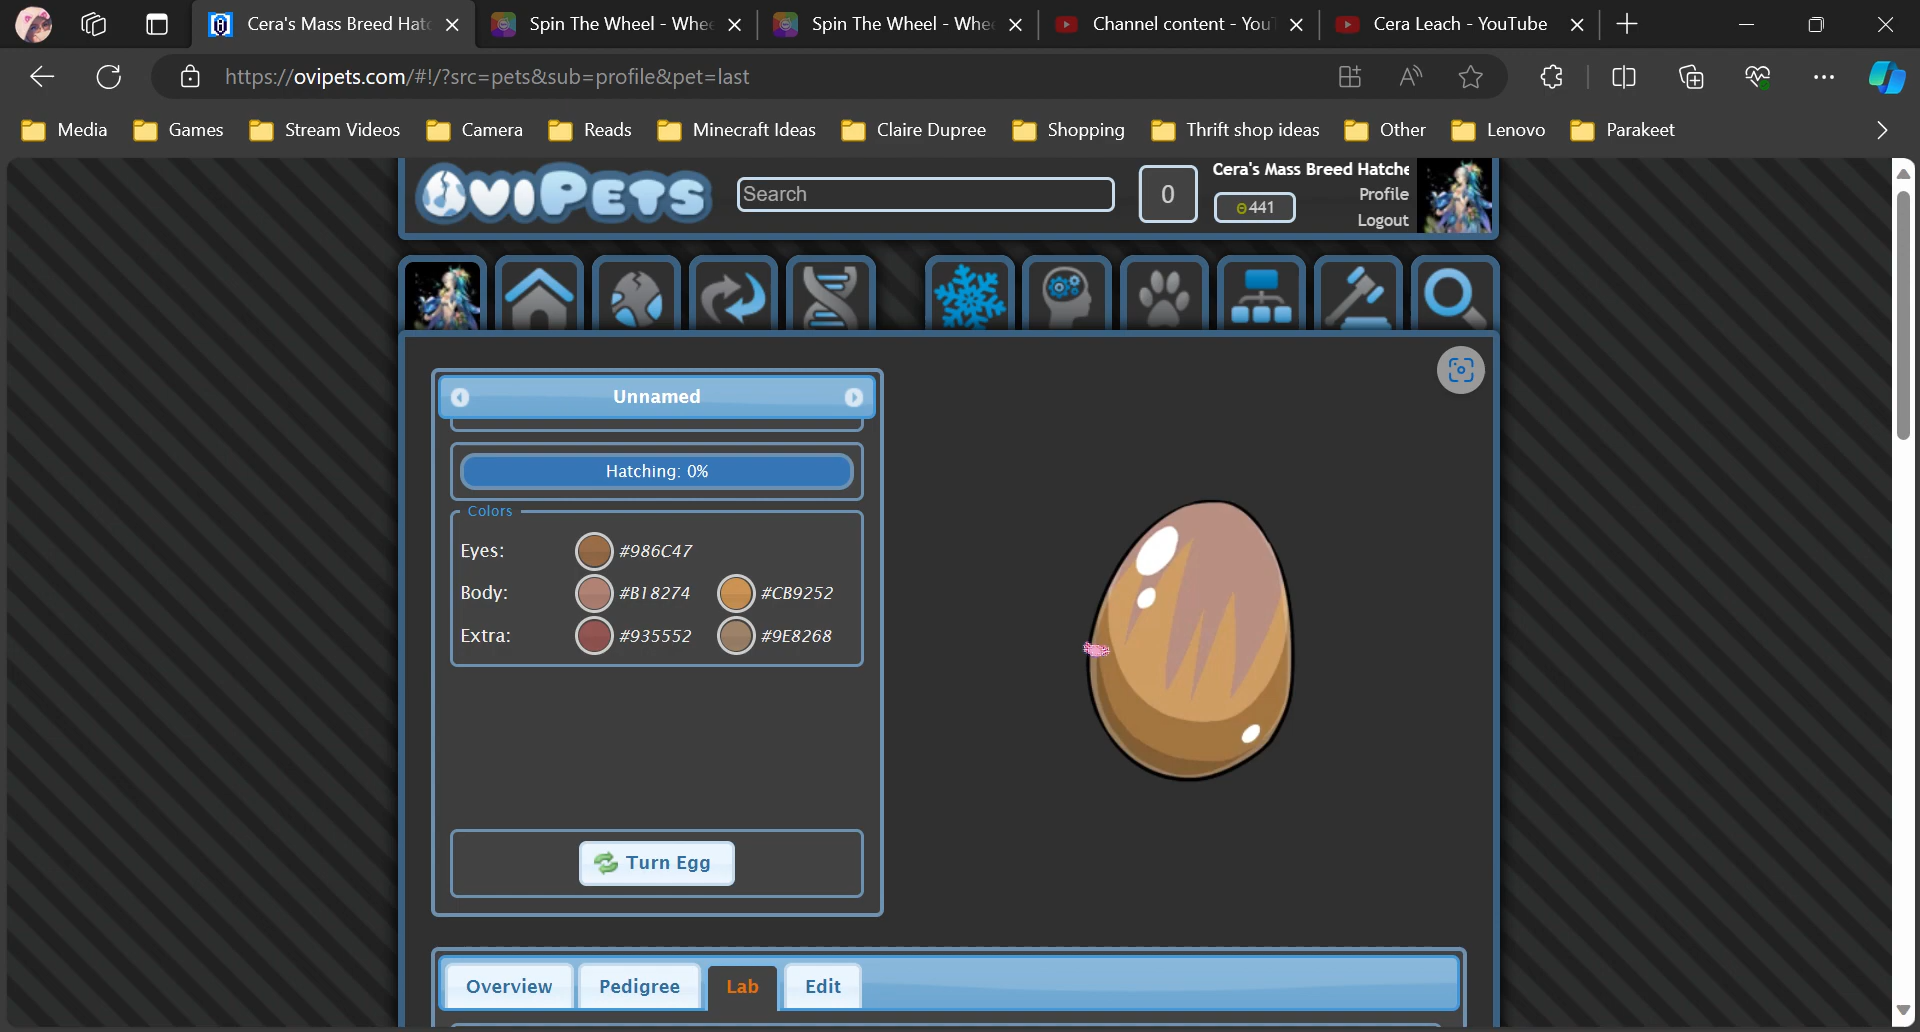 Cera's Mass Breed Hatc
Spin The Wheel - Whe
Spin The Wheel - Whe
Channel content - You
Cera Leach - YouTube
https://ovipets.com/#!/?src=pets&sub=profile&pet=last
Media
Games
Stream Videos
Camera
Reads
Minecraft Ideas
Claire Dupree
Shopping
Thrift shop ideas
Other
Lenovo
Parakeet
OviPets
Search
0
Cera's Mass Breed Hatche
441
Profile
Logout
Unnamed
Hatching: 0%
Colors
Eyes: #986C47
Body: #B18274 #CB9252
Extra: #935552 #9E8268
Turn Egg
Overview Pedigree Lab Edit